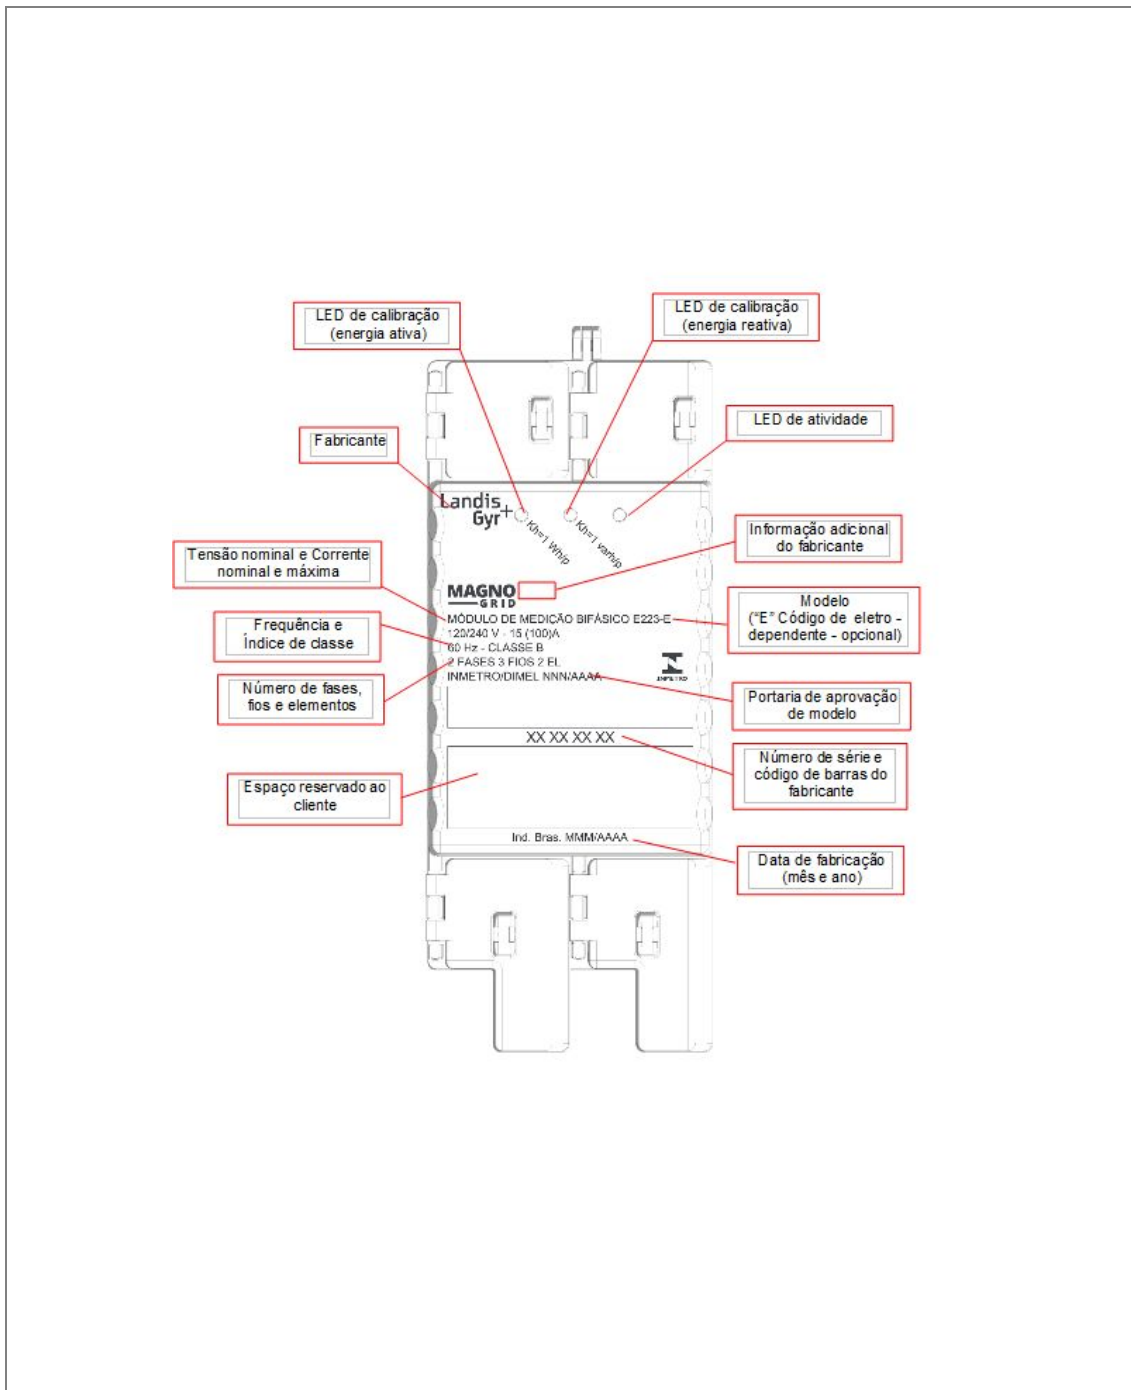 LED de calibração
(energia ativa)
LED de calibração
(energia reativa)
LED de atividade
Fabricante
Landis
Gyr+
Kh=1 Wh/p
Kh=1 varh/p
Informação adicional
do fabricante
Tensão nominal e Corrente
nominal e máxima
MAGNO
GRID
Modelo
("E" Código de eletro -
dependente - opcional)
MÓDULO DE MEDIÇÃO BIFÁSICO E223-E
120/240 V - 15 (100)A
60 Hz - CLASSE B
2 FASES 3 FIOS 2 EL
INMETRO/DIMEL NNN/AAAA
INMETRO
Frequência e
Índice de classe
Número de fases,
fios e elementos
Portaria de aprovação
de modelo
XX XX XX XX
Número de série e
código de barras do
fabricante
Espaço reservado ao
cliente
Ind. Bras. MMM/AAAA
Data de fabricação
(mês e ano)